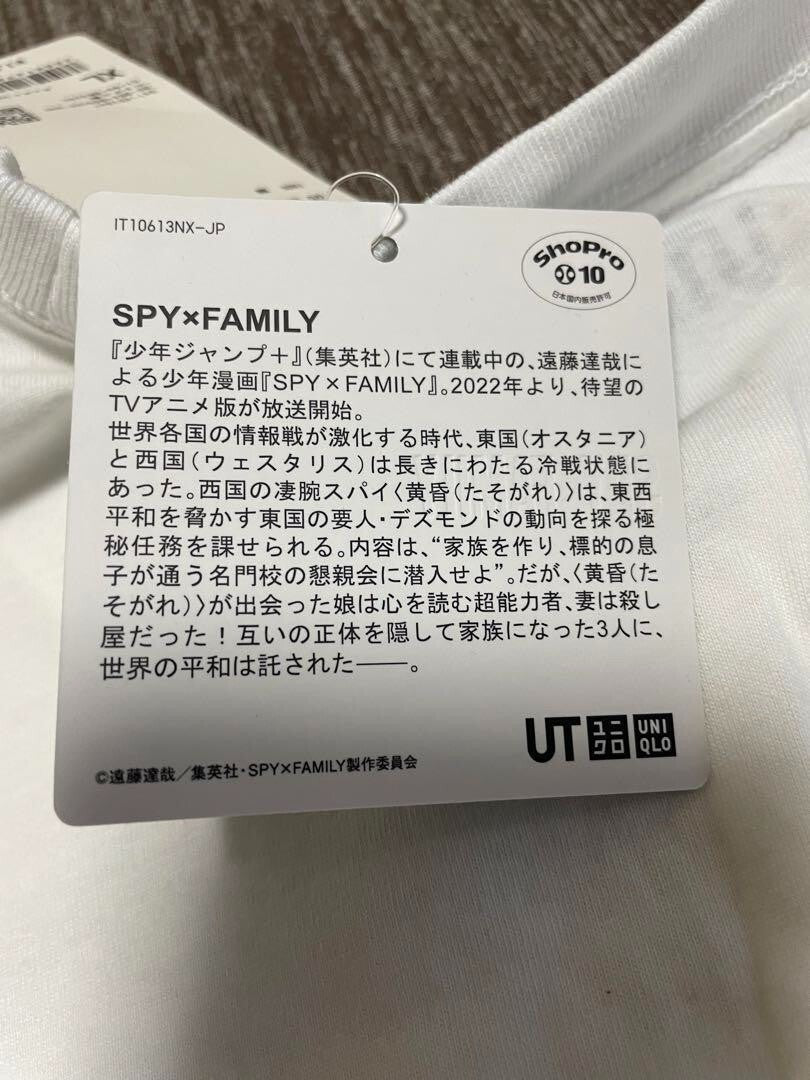 XL
IT10613NX-JP
ShoPro
10
日本国内販売許可
SPY×FAMILY
『少年ジャンプ+』(集英社)にて連載中の、遠藤達哉に
よる少年漫画『SPY×FAMILY』。2022年より、待望の
TVアニメ版が放送開始。
世界各国の情報戦が激化する時代、東国(オスタニア)
と西国(ウェスタリス)は長きにわたる冷戦状態に
あった。西国の凄腕スパイ〈黄昏(たそがれ)〉は、東西
平和を脅かす東国の要人・デズモンドの動向を探る極
秘任務を課せられる。内容は、“家族を作り、標的の息
子が通う名門校の懇親会に潜入せよ”。だが、〈黄昏(た
そがれ)〉が出会った娘は心を読む超能力者、妻は殺し
屋だった!互いの正体を隠して家族になった3人に、
世界の平和は託された――。
UT ユニクロ UNIQLO
©遠藤達哉/集英社・SPY×FAMILY製作委員会